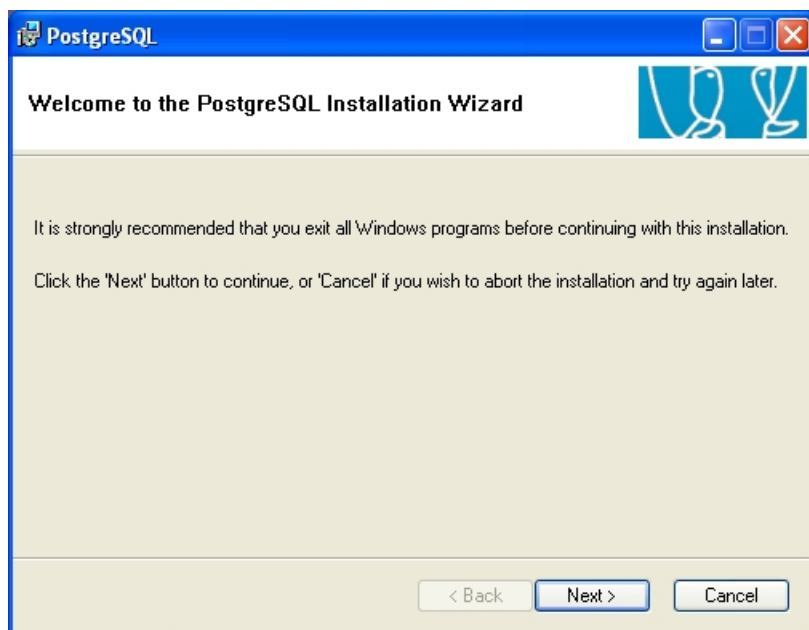 PostgreSQL
Welcome to the PostgreSQL Installation Wizard
It is strongly recommended that you exit all Windows programs before continuing with this installation.
Click the 'Next' button to continue, or 'Cancel' if you wish to abort the installation and try again later.
< Back
Next >
Cancel